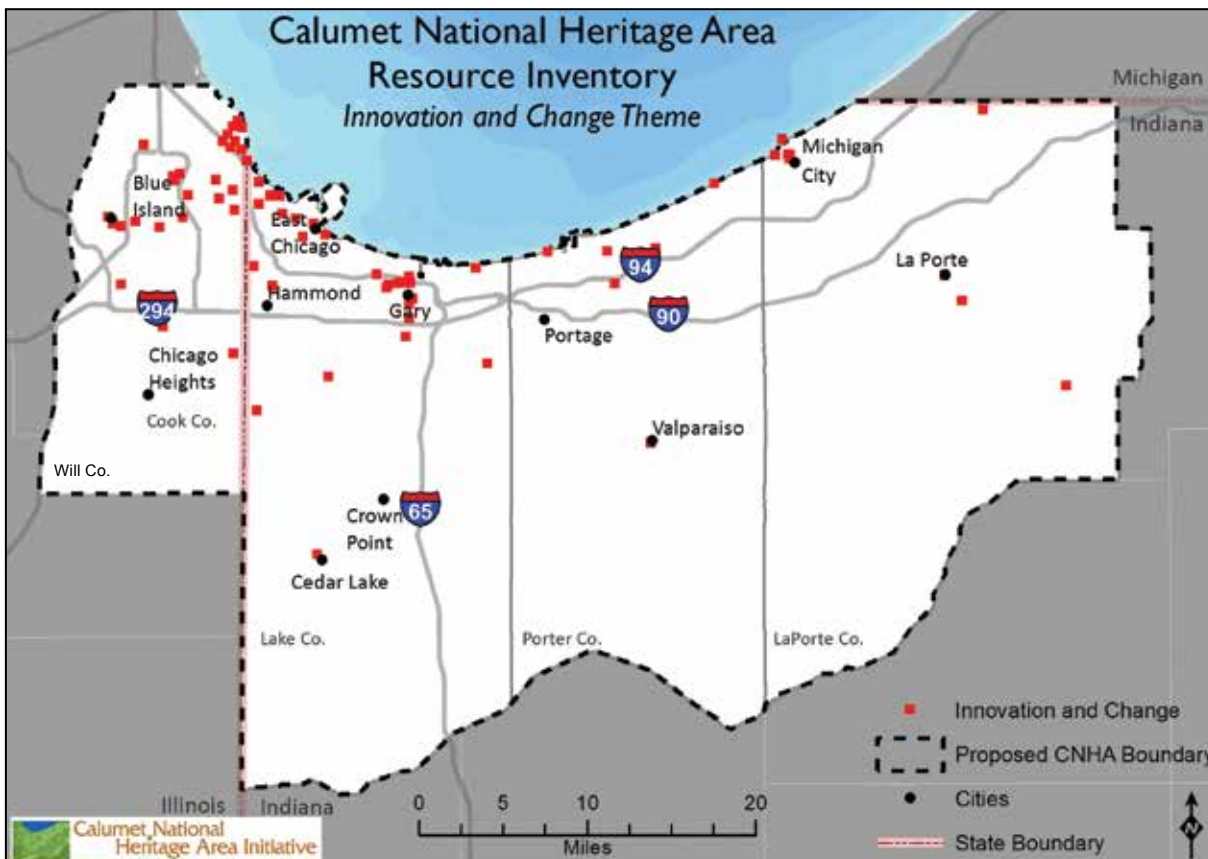 Calumet National Heritage Area
Resource Inventory
Innovation and Change Theme
Michigan
Indiana
Blue
Island
Michigan
City
East
Chicago
94
La Porte
Hammond
Gary
294
90
Portage
Chicago
Heights
Cook Co.
Valparaiso
Will Co.
65
Crown
Point
Cedar Lake
Lake Co.
Porter Co.
LaPorte Co.
Innovation and Change
Proposed CNHA Boundary
Cities
State Boundary
Illinois
Indiana
0 5 10 20
Miles
N
Calumet National
Heritage Area Initiative